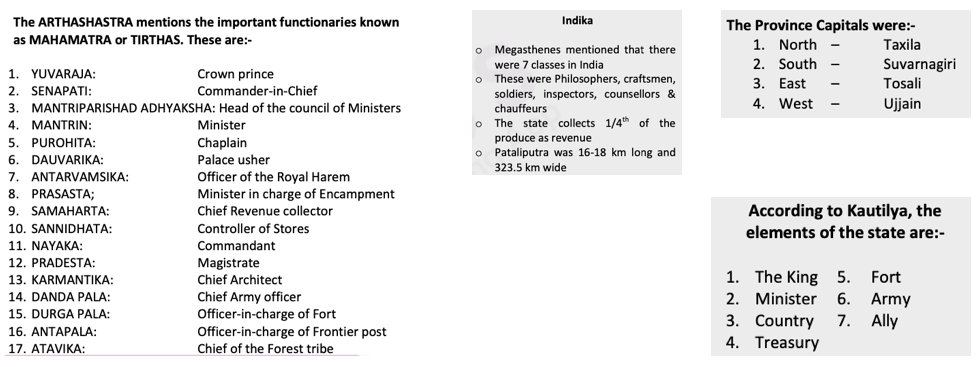 The ARTHASHASTRA mentions the important functionaries known
as MAHAMATRA or TIRTHAS. These are:-
1. YUVARAJA: Crown prince
2. SENAPATI: Commander-in-Chief
3. MANTRIPARISHAD ADHYAKSHA: Head of the council of Ministers
4. MANTRIN: Minister
5. PUROHITA: Chaplain
6. DAUVARIKA: Palace usher
7. ANTARVAMSIKA: Officer of the Royal Harem
8. PRASASTA; Minister in charge of Encampment
9. SAMAHARTA: Chief Revenue collector
10. SANNIDHATA: Controller of Stores
11. NAYAKA: Commandant
12. PRADESTA: Magistrate
13. KARMANTIKA: Chief Architect
14. DANDA PALA: Chief Army officer
15. DURGA PALA: Officer-in-charge of Fort
16. ANTAPALA: Officer-in-charge of Frontier post
17. ATAVIKA: Chief of the Forest tribe
Indika
o Megasthenes mentioned that there
were 7 classes in India
o These were Philosophers, craftsmen,
soldiers, inspectors, counsellors &
chauffeurs
o The state collects 1/4th of the
produce as revenue
o Pataliputra was 16-18 km long and
323.5 km wide
The Province Capitals were:-
1. North – Taxila
2. South – Suvarnagiri
3. East – Tosali
4. West – Ujjain
According to Kautilya, the
elements of the state are:-
1. The King 5. Fort
2. Minister 6. Army
3. Country 7. Ally
4. Treasury